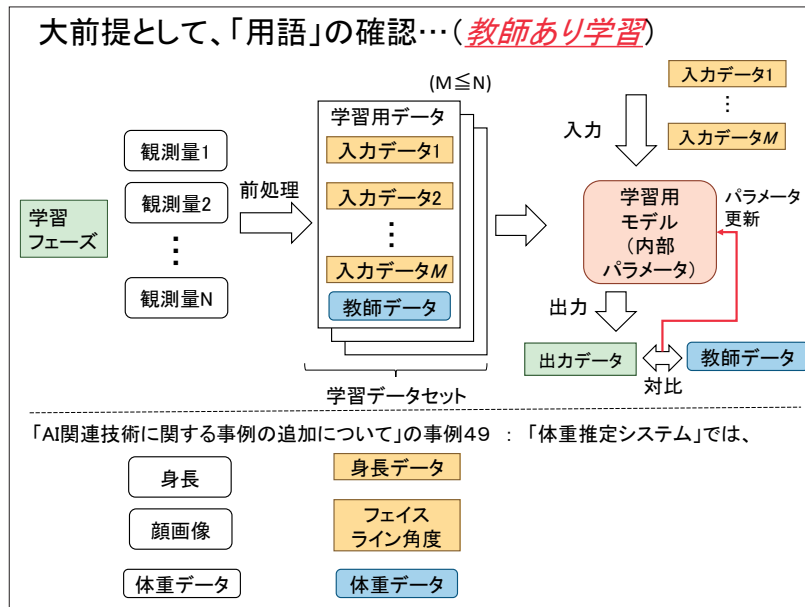 大前提として、「用語」の確認…(教師あり学習)
(M≦N)
学習
フェーズ
観測量1
観測量2
⋮
観測量N
前処理
学習用データ
入力データ1
入力データ2
⋮
入力データM
教師データ
学習データセット
入力データ1
⋮
入力データM
入力
学習用
モデル
(内部
パラメータ)
パラメータ
更新
出力
出力データ
教師データ
対比
「AI関連技術に関する事例の追加について」の事例49 : 「体重推定システム」では、
身長
身長データ
顔画像
フェイス
ライン角度
体重データ
体重データ